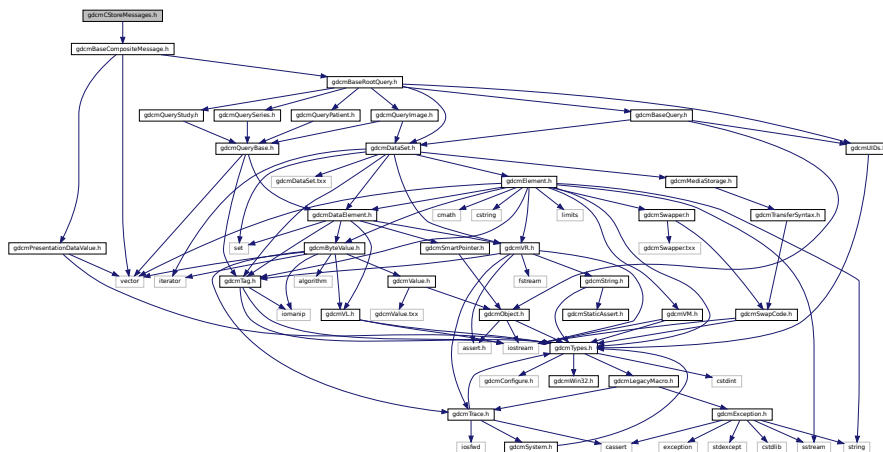 gdcmCStoreMessages.h
gdcmBaseCompositeMessage.h
gdcmBaseRootQuery.h
gdcmQueryStudy.h
gdcmQuerySeries.h
gdcmQueryPatient.h
gdcmQueryImage.h
gdcmBaseQuery.h
gdcmQueryBase.h
gdcmDataSet.h
gdcmUIDs.h
gdcmDataSet.txx
gdcmElement.h
gdcmMediaStorage.h
gdcmDataElement.h
cmath
cstring
limits
gdcmSwapper.h
gdcmTransferSyntax.h
gdcmPresentationDataValue.h
set
gdcmByteValue.h
gdcmSmartPointer.h
gdcmVR.h
gdcmSwapper.txx
vector
iterator
gdcmTag.h
algorithm
gdcmValue.h
fstream
gdcmString.h
iomanip
gdcmVL.h
gdcmValue.txx
gdcmObject.h
gdcmStaticAssert.h
gdcmVM.h
gdcmSwapCode.h
assert.h
iostream
gdcmTypes.h
gdcmConfigure.h
gdcmWin32.h
gdcmLegacyMacro.h
cstdint
gdcmTrace.h
gdcmException.h
iosfwd
gdcmSystem.h
cassert
exception
stdexcept
cstdlib
sstream
string